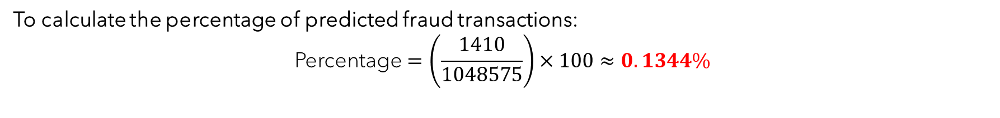 To calculate the percentage of predicted fraud transactions:
Percentage = (1410/1048575) × 100 ≈ 0.1344%